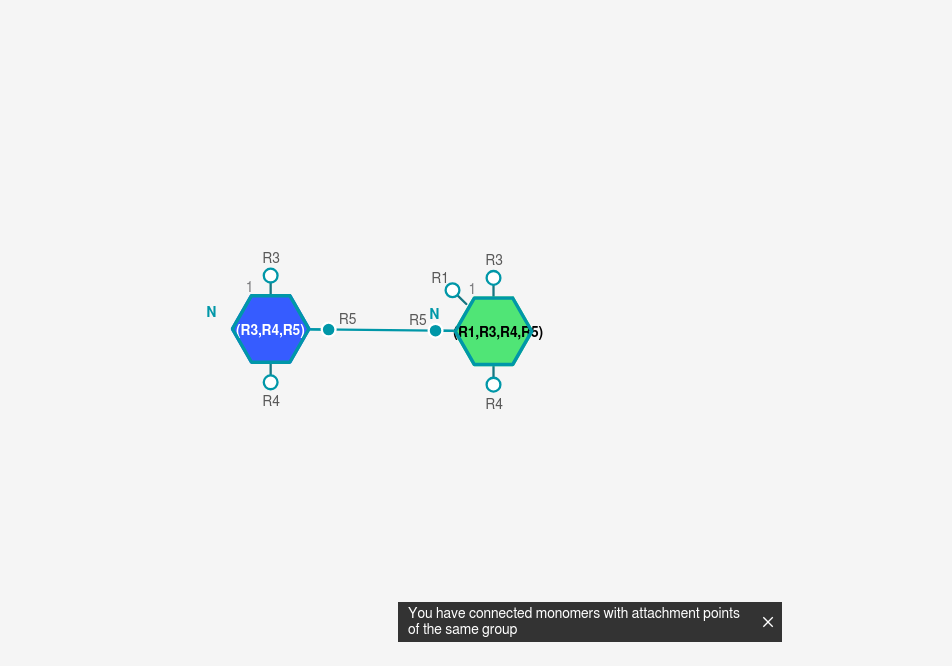 R3
R3
R1
1
1
N
N
(R3,R4,R5)
R5
R5
(R1,R3,R4,R5)
R4
R4
You have connected monomers with attachment points
of the same group